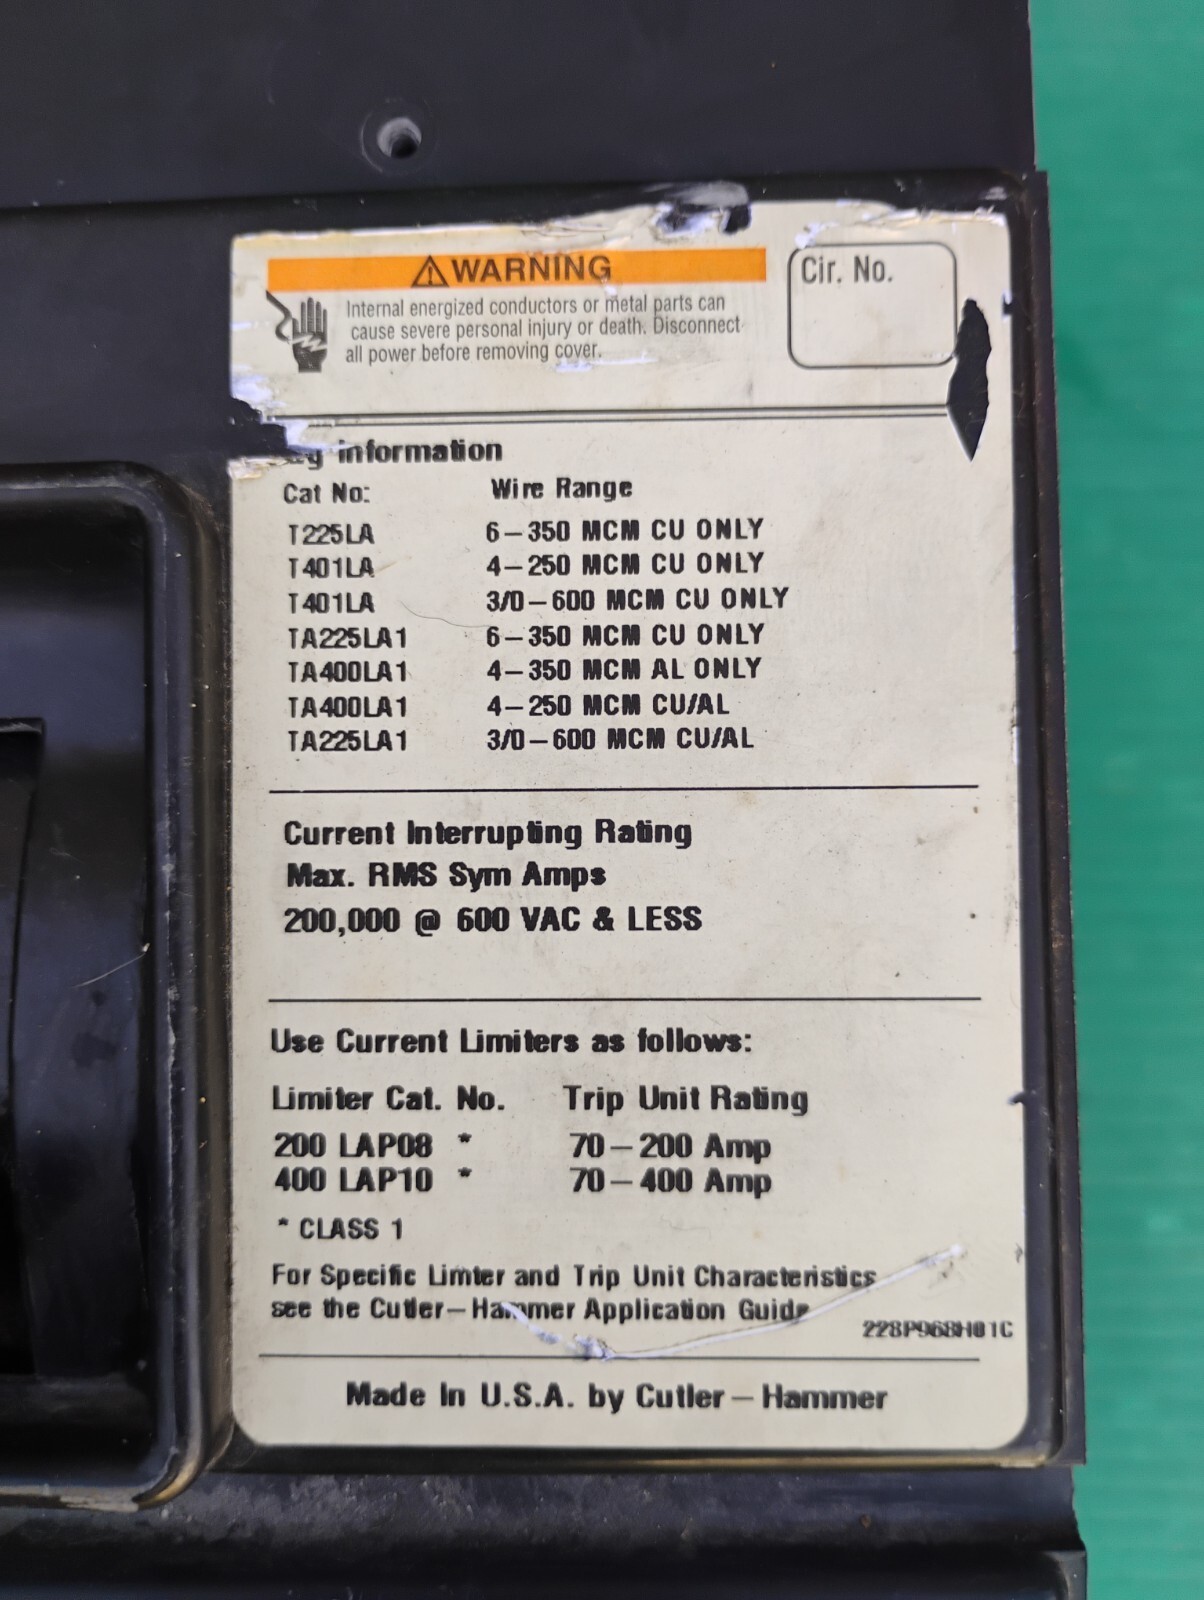 WARNING
Internal energized conductors or metal parts can
cause severe personal injury or death. Disconnect
all power before removing cover.
Cir. No.
information
Cat No: Wire Range
T225LA 6-350 MCM CU ONLY
T401LA 4-250 MCM CU ONLY
T401LA 3/0-600 MCM CU ONLY
TA225LA1 6-350 MCM CU ONLY
TA400LA1 4-350 MCM AL ONLY
TA400LA1 4-250 MCM CU/AL
TA225LA1 3/0-600 MCM CU/AL
Current Interrupting Rating
Max. RMS Sym Amps
200,000 @ 600 VAC & LESS
Use Current Limiters as follows:
Limiter Cat. No. Trip Unit Rating
200 LAP08 * 70-200 Amp
400 LAP10 * 70-400 Amp
* CLASS 1
For Specific Limter and Trip Unit Characteristics
see the Cutler-Hammer Application Guide
228P968H01C
Made In U.S.A. by Cutler-Hammer